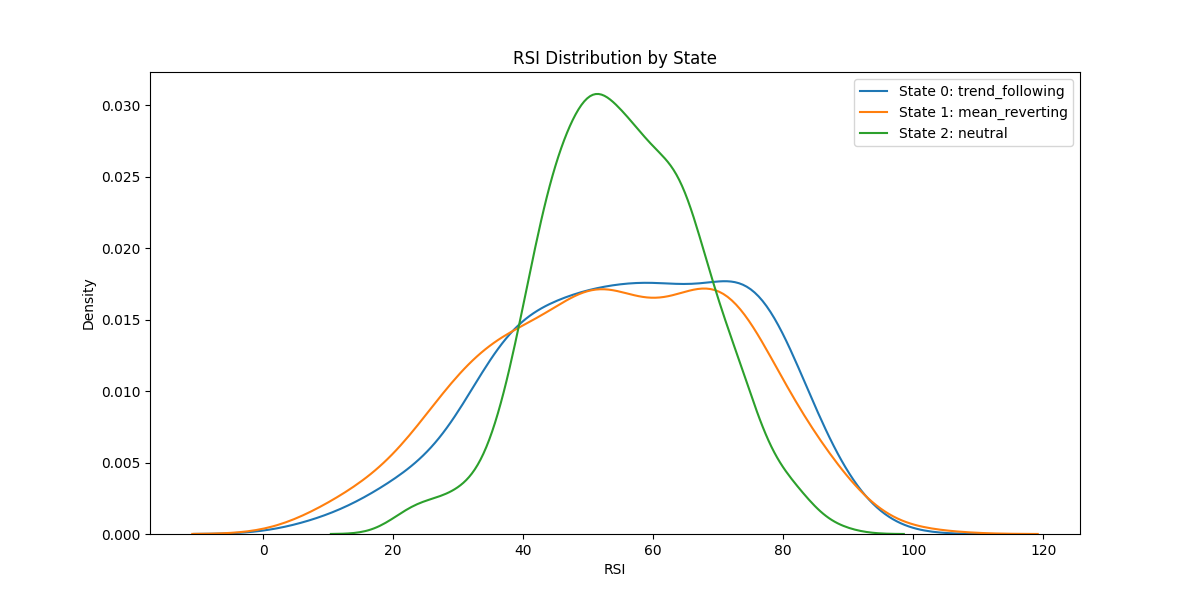 RSI Distribution by State
State 0: trend_following
State 1: mean_reverting
State 2: neutral
Density
0.030
0.025
0.020
0.015
0.010
0.005
0.000
0 20 40 60 80 100 120
RSI